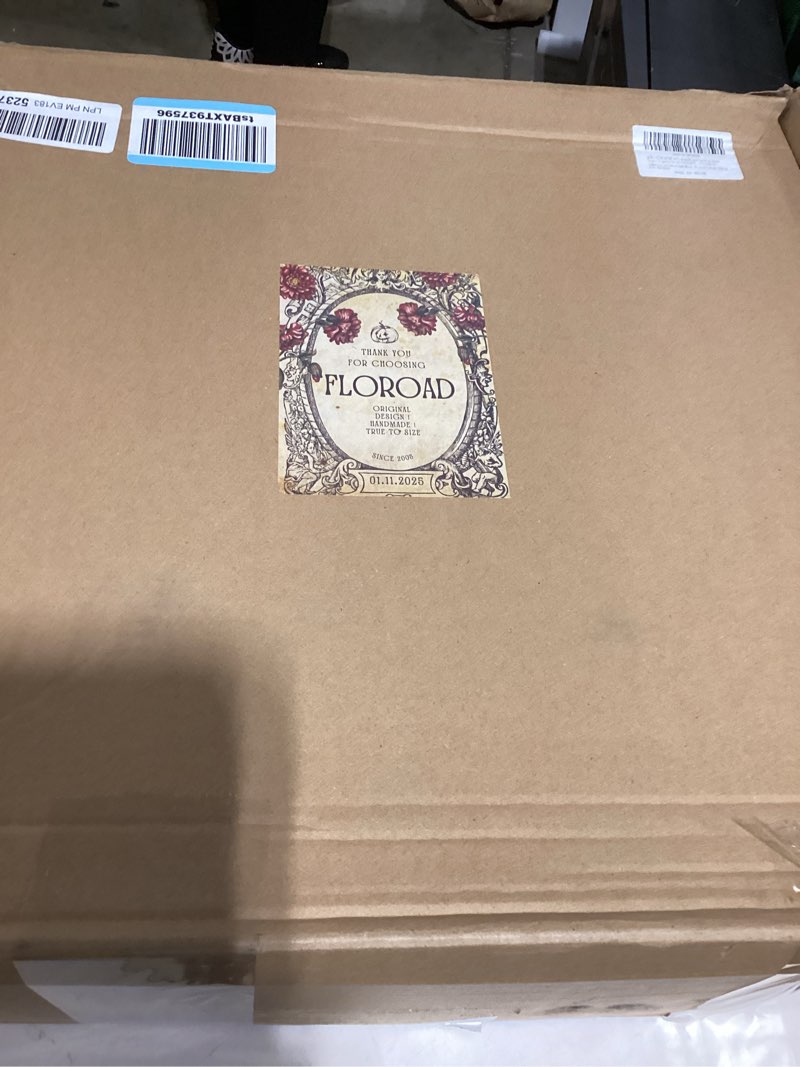 LPN PM EV183 5237
tsBAXT937596
THANK YOU
FOR CHOOSING
FLOROAD
ORIGINAL
DESIGN !
HANDMADE !
TRUE TO SIZE
SINCE 2006
01.11.2025